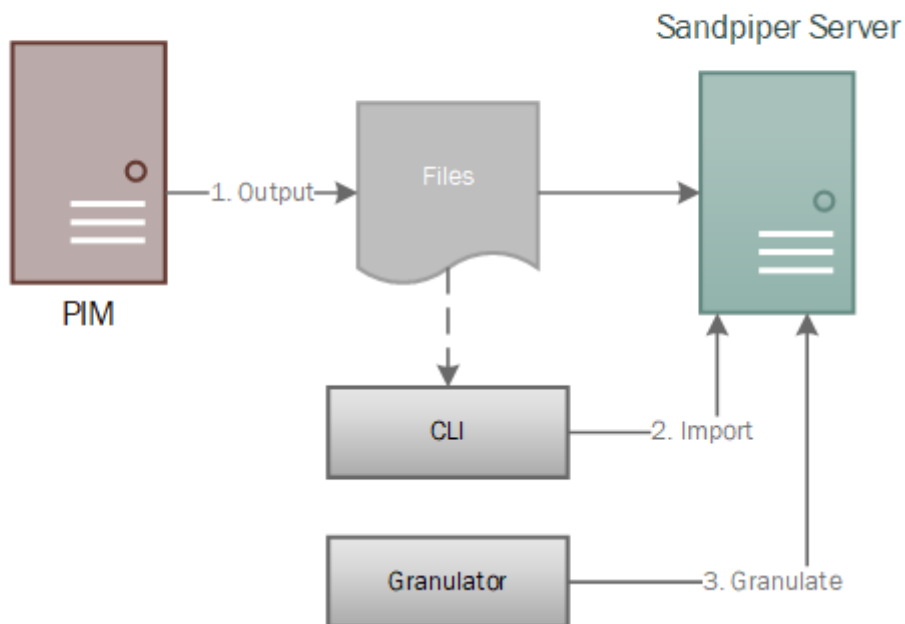 Sandpiper Server
Files
1. Output
PIM
CLI
2. Import
Granulator
3. Granulate